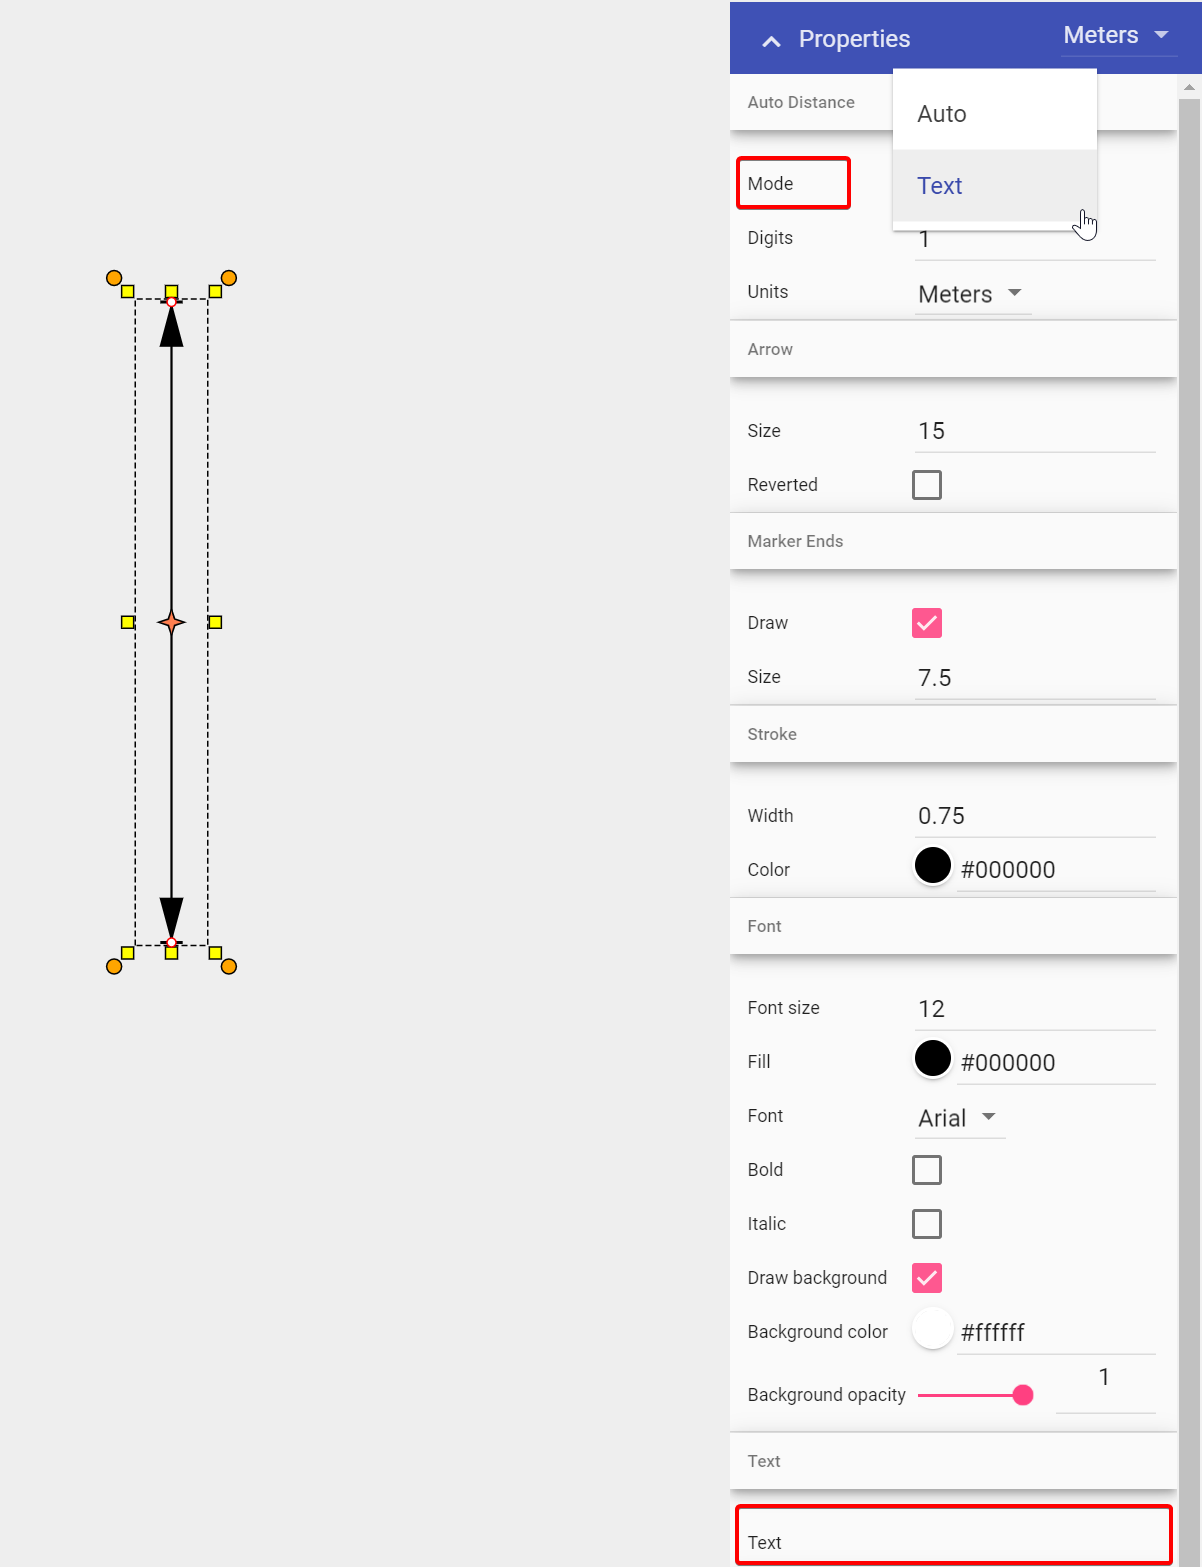 Properties Meters
Auto Distance
Auto
Mode
Text
Digits 1
Units Meters
Arrow
Size 15
Reverted
Marker Ends
Draw
Size 7.5
Stroke
Width 0.75
Color #000000
Font
Font size 12
Fill #000000
Font Arial
Bold
Italic
Draw background
Background color #ffffff
Background opacity 1
Text
Text